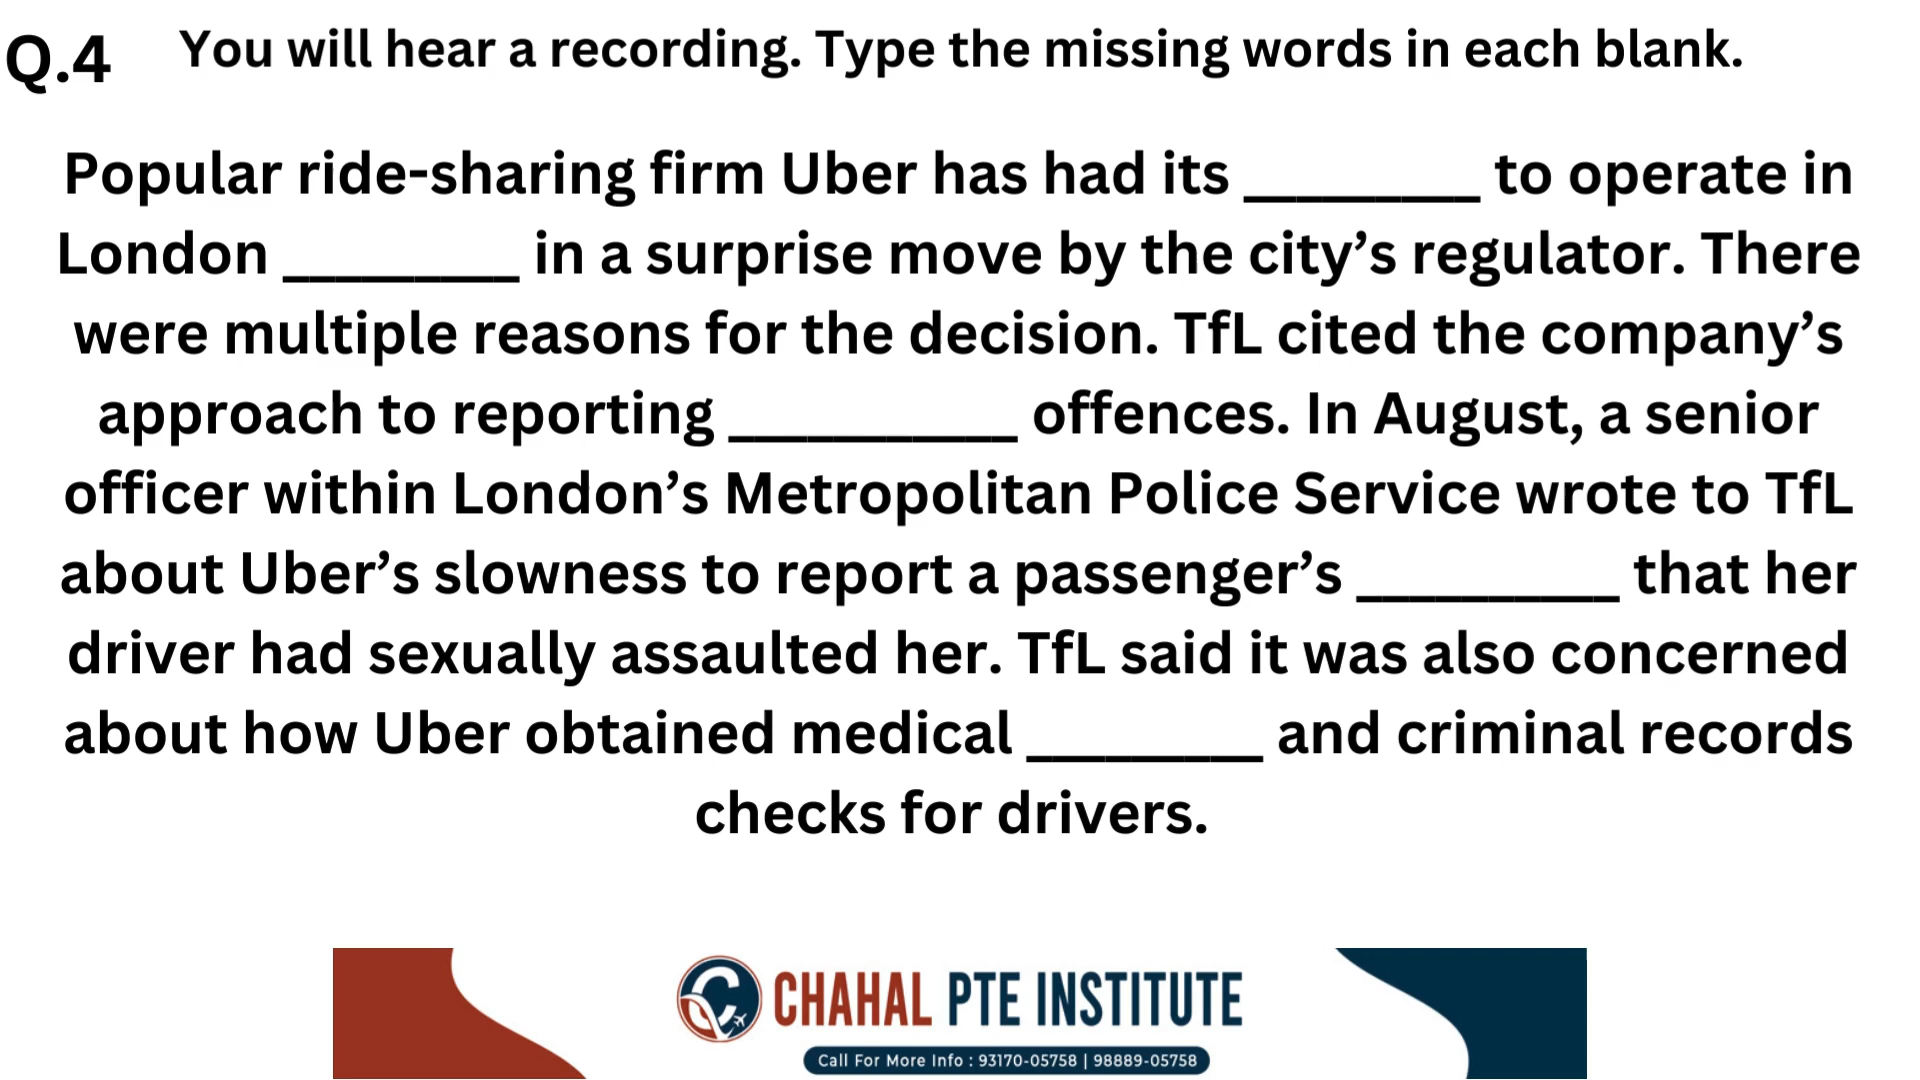 Q.4 You will hear a recording. Type the missing words in each blank.
Popular ride-sharing firm Uber has had its _________ to operate in
London _________ in a surprise move by the city’s regulator. There
were multiple reasons for the decision. TfL cited the company’s
approach to reporting ___________ offences. In August, a senior
officer within London’s Metropolitan Police Service wrote to TfL
about Uber’s slowness to report a passenger’s __________ that her
driver had sexually assaulted her. TfL said it was also concerned
about how Uber obtained medical _________ and criminal records
checks for drivers.
CHAHAL PTE INSTITUTE
Call For More Info : 93170-05758 | 98889-05758